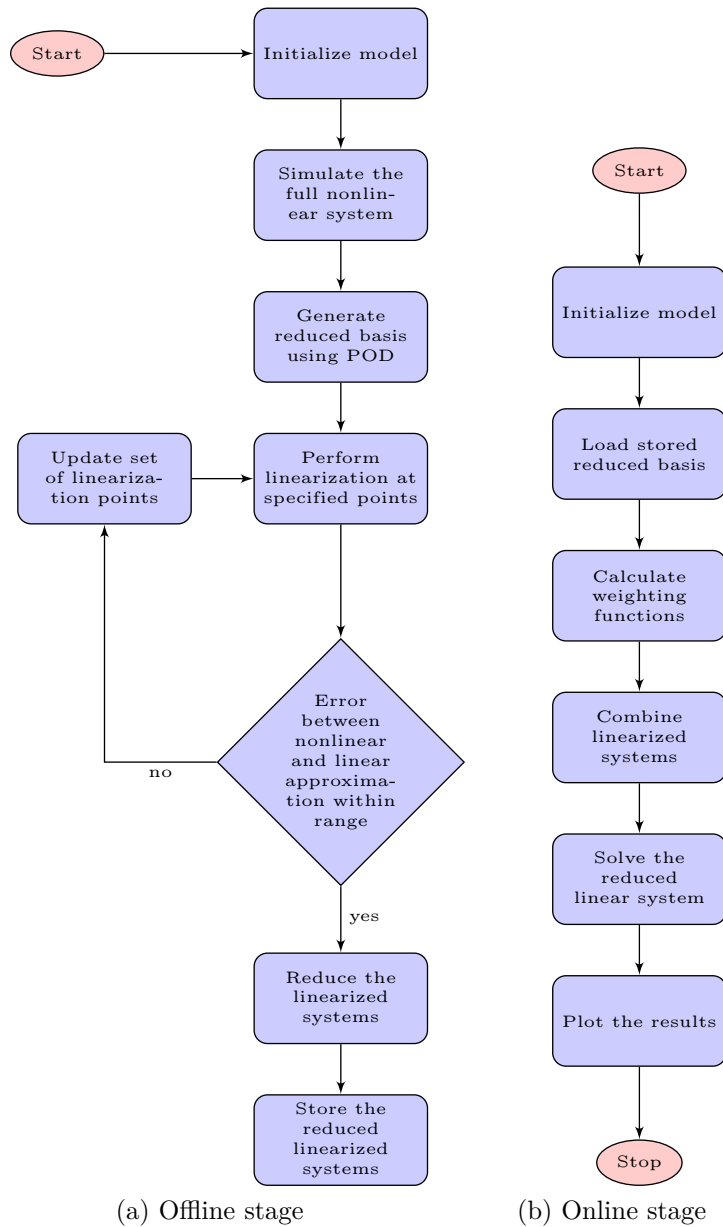 Start
Initialize model
Simulate the
full nonlin-
ear system
Generate
reduced basis
using POD
Update set
of lineariza-
tion points
Perform
linearization at
specified points
Error
between
nonlinear
and linear
approxima-
tion within
range
no
yes
Reduce the
linearized
systems
Store the
reduced
linearized
systems
(a) Offline stage
Start
Initialize model
Load stored
reduced basis
Calculate
weighting
functions
Combine
linearized
systems
Solve the
reduced
linear system
Plot the results
Stop
(b) Online stage